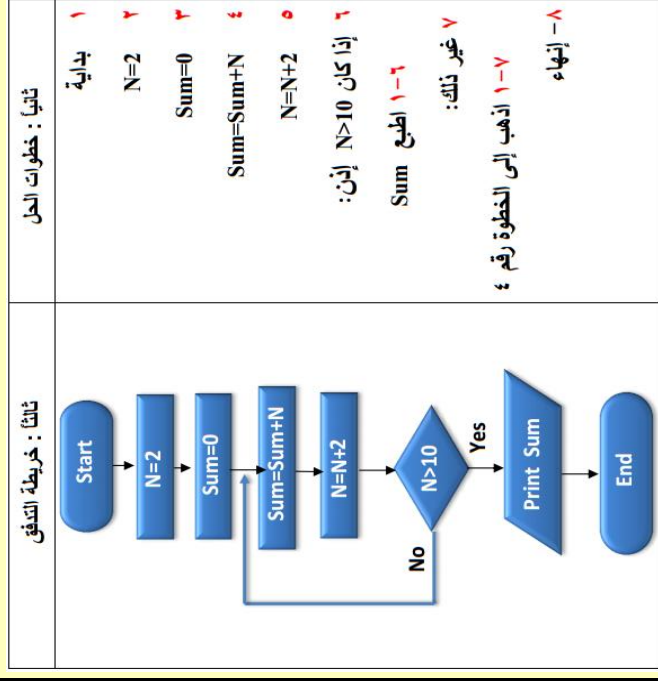 ثانياً : خطوات الحل
١ بداية
٢ N=2
٣ Sum=0
٤ Sum=Sum+N
٥ N=N+2
٦ إذا كان N>10 إذن:
٦-١ اطبع Sum
٧ غير ذلك:
٧-١ اذهب إلى الخطوة رقم ٤
٨- إنهاء
ثالثاً : خريطة التدفق
Start
N=2
Sum=0
Sum=Sum+N
N=N+2
N>10
No
Yes
Print Sum
End